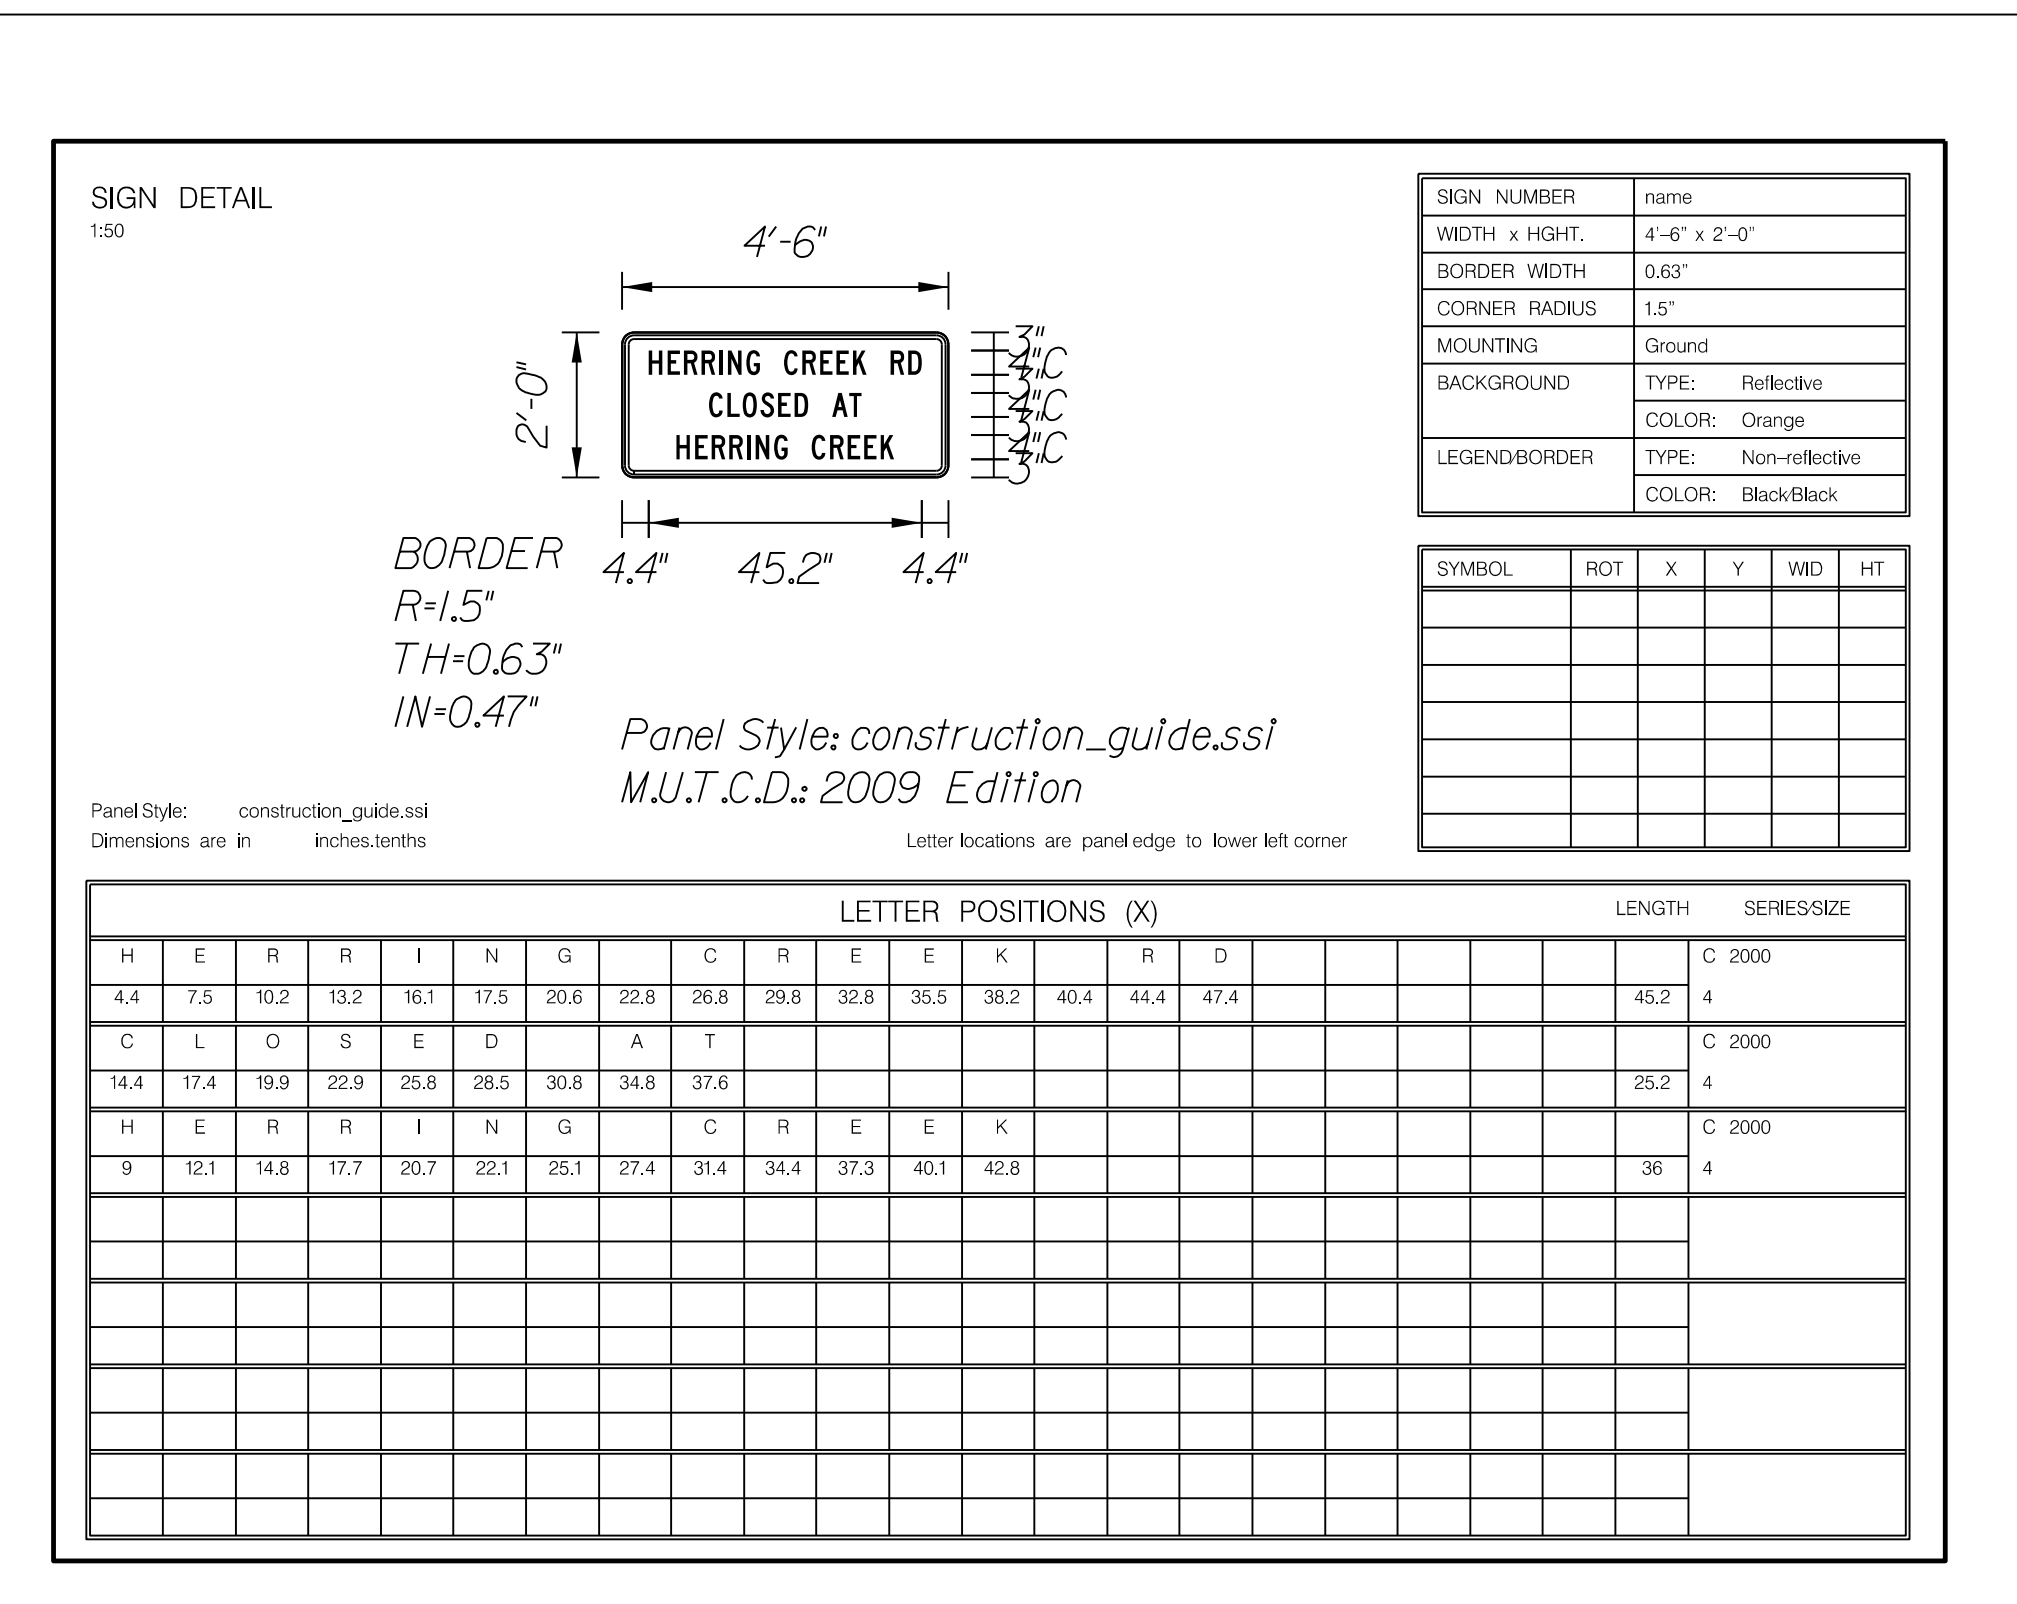 SIGN DETAIL
1:50
4'-6"
2'-0"
HERRING CREEK RD
CLOSED AT
HERRING CREEK
3"
4"C
3"
4"C
3"
4"C
3"
4.4" 45.2" 4.4"
BORDER
R=1.5"
TH=0.63"
IN=0.47"
Panel Style: construction_guide.ssi
M.U.T.C.D.: 2009 Edition
Panel Style: construction_guide.ssi
Dimensions are in inches.tenths
Letter locations are panel edge to lower left corner
SIGN NUMBER name
WIDTH x HGHT. 4'–6" x 2'–0"
BORDER WIDTH 0.63"
CORNER RADIUS 1.5"
MOUNTING Ground
BACKGROUND TYPE: Reflective
COLOR: Orange
LEGEND/BORDER TYPE: Non–reflective
COLOR: Black/Black
SYMBOL ROT X Y WID HT
LETTER POSITIONS (X) LENGTH SERIES/SIZE
H E R R I N G C R E E K R D C 2000
4.4 7.5 10.2 13.2 16.1 17.5 20.6 22.8 26.8 29.8 32.8 35.5 38.2 40.4 44.4 47.4 45.2 4
C L O S E D A T C 2000
14.4 17.4 19.9 22.9 25.8 28.5 30.8 34.8 37.6 25.2 4
H E R R I N G C R E E K C 2000
9 12.1 14.8 17.7 20.7 22.1 25.1 27.4 31.4 34.4 37.3 40.1 42.8 36 4